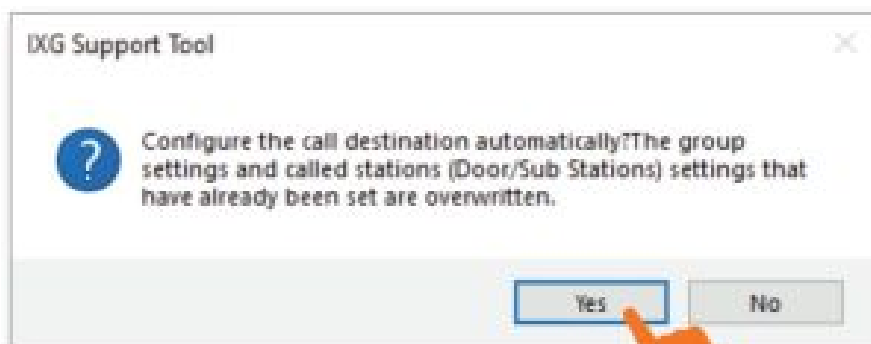 IXG Support Tool
Configure the call destination automatically?The group
settings and called stations (Door/Sub Stations) settings that
have already been set are overwritten.
Yes
No